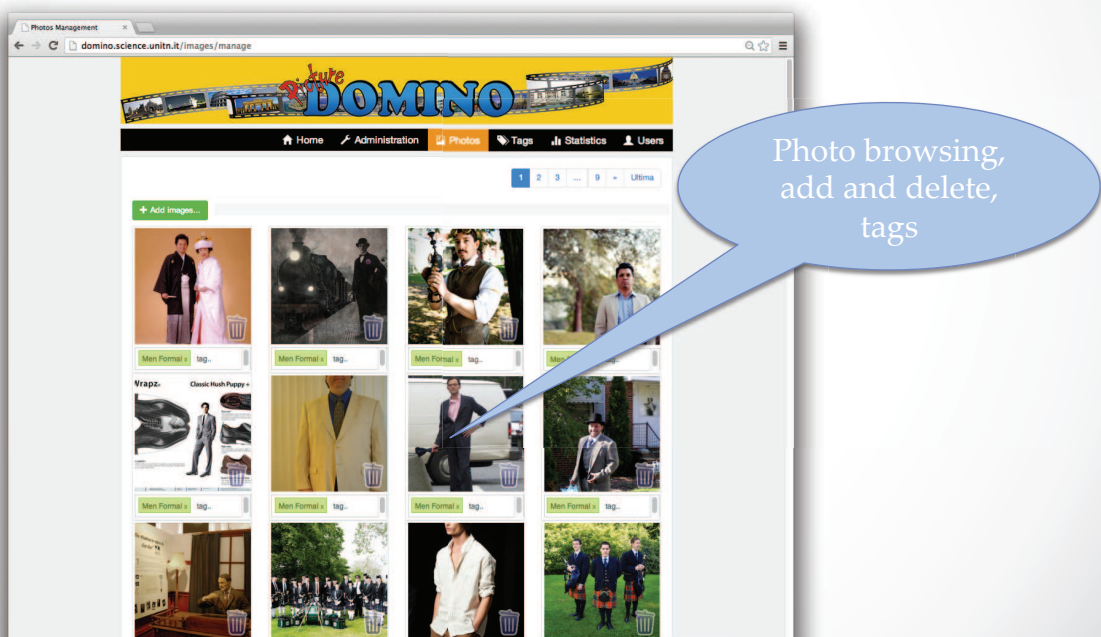 Photos Management ×
domino.science.unitn.it/images/manage
Picture
DOMINO
Home Administration Photos Tags Statistics Users
1 2 3 ... 9 » Ultima
+ Add images...
Photo browsing,
add and delete,
tags
Men Formal x tag.. Men Formal x tag.. Men Formal x tag.. Men Formal x tag..
Wrapz. Classic Hush Puppy +
Men Formal x tag.. Men Formal x tag.. Men Formal x tag.. Men Formal x tag..